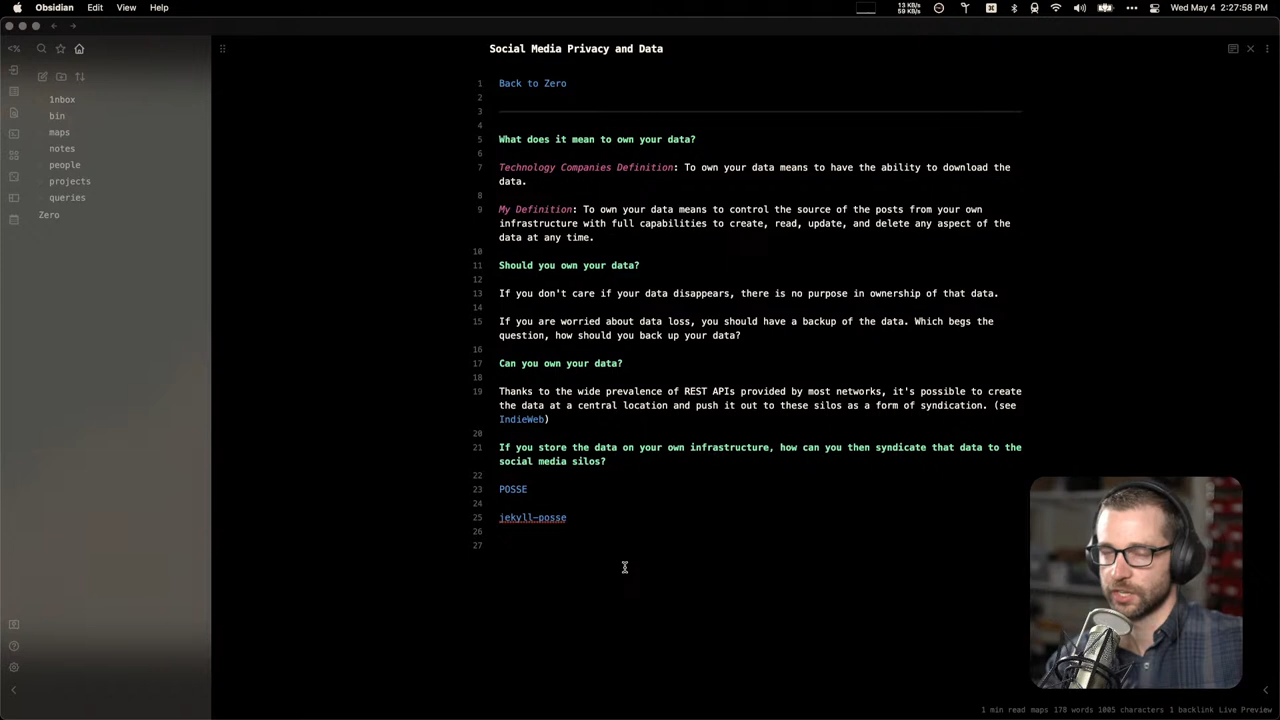 Obsidian Edit View Help
13 KB/s
59 KB/s
Wed May 4 2:27:58 PM
Social Media Privacy and Data
1nbox
bin
maps
notes
people
projects
queries
Zero
1 Back to Zero
2
3
4
5 What does it mean to own your data?
6
7 Technology Companies Definition: To own your data means to have the ability to download the
data.
8
9 My Definition: To own your data means to control the source of the posts from your own
infrastructure with full capabilities to create, read, update, and delete any aspect of the
data at any time.
10
11 Should you own your data?
12
13 If you don't care if your data disappears, there is no purpose in ownership of that data.
14
15 If you are worried about data loss, you should have a backup of the data. Which begs the
question, how should you back up your data?
16
17 Can you own your data?
18
19 Thanks to the wide prevalence of REST APIs provided by most networks, it's possible to create
the data at a central location and push it out to these silos as a form of syndication. (see
IndieWeb)
20
21 If you store the data on your own infrastructure, how can you then syndicate that data to the
social media silos?
22
23 POSSE
24
25 jekyll-posse
26
27
1 min read maps 178 words 1005 characters 1 backlink Live Preview